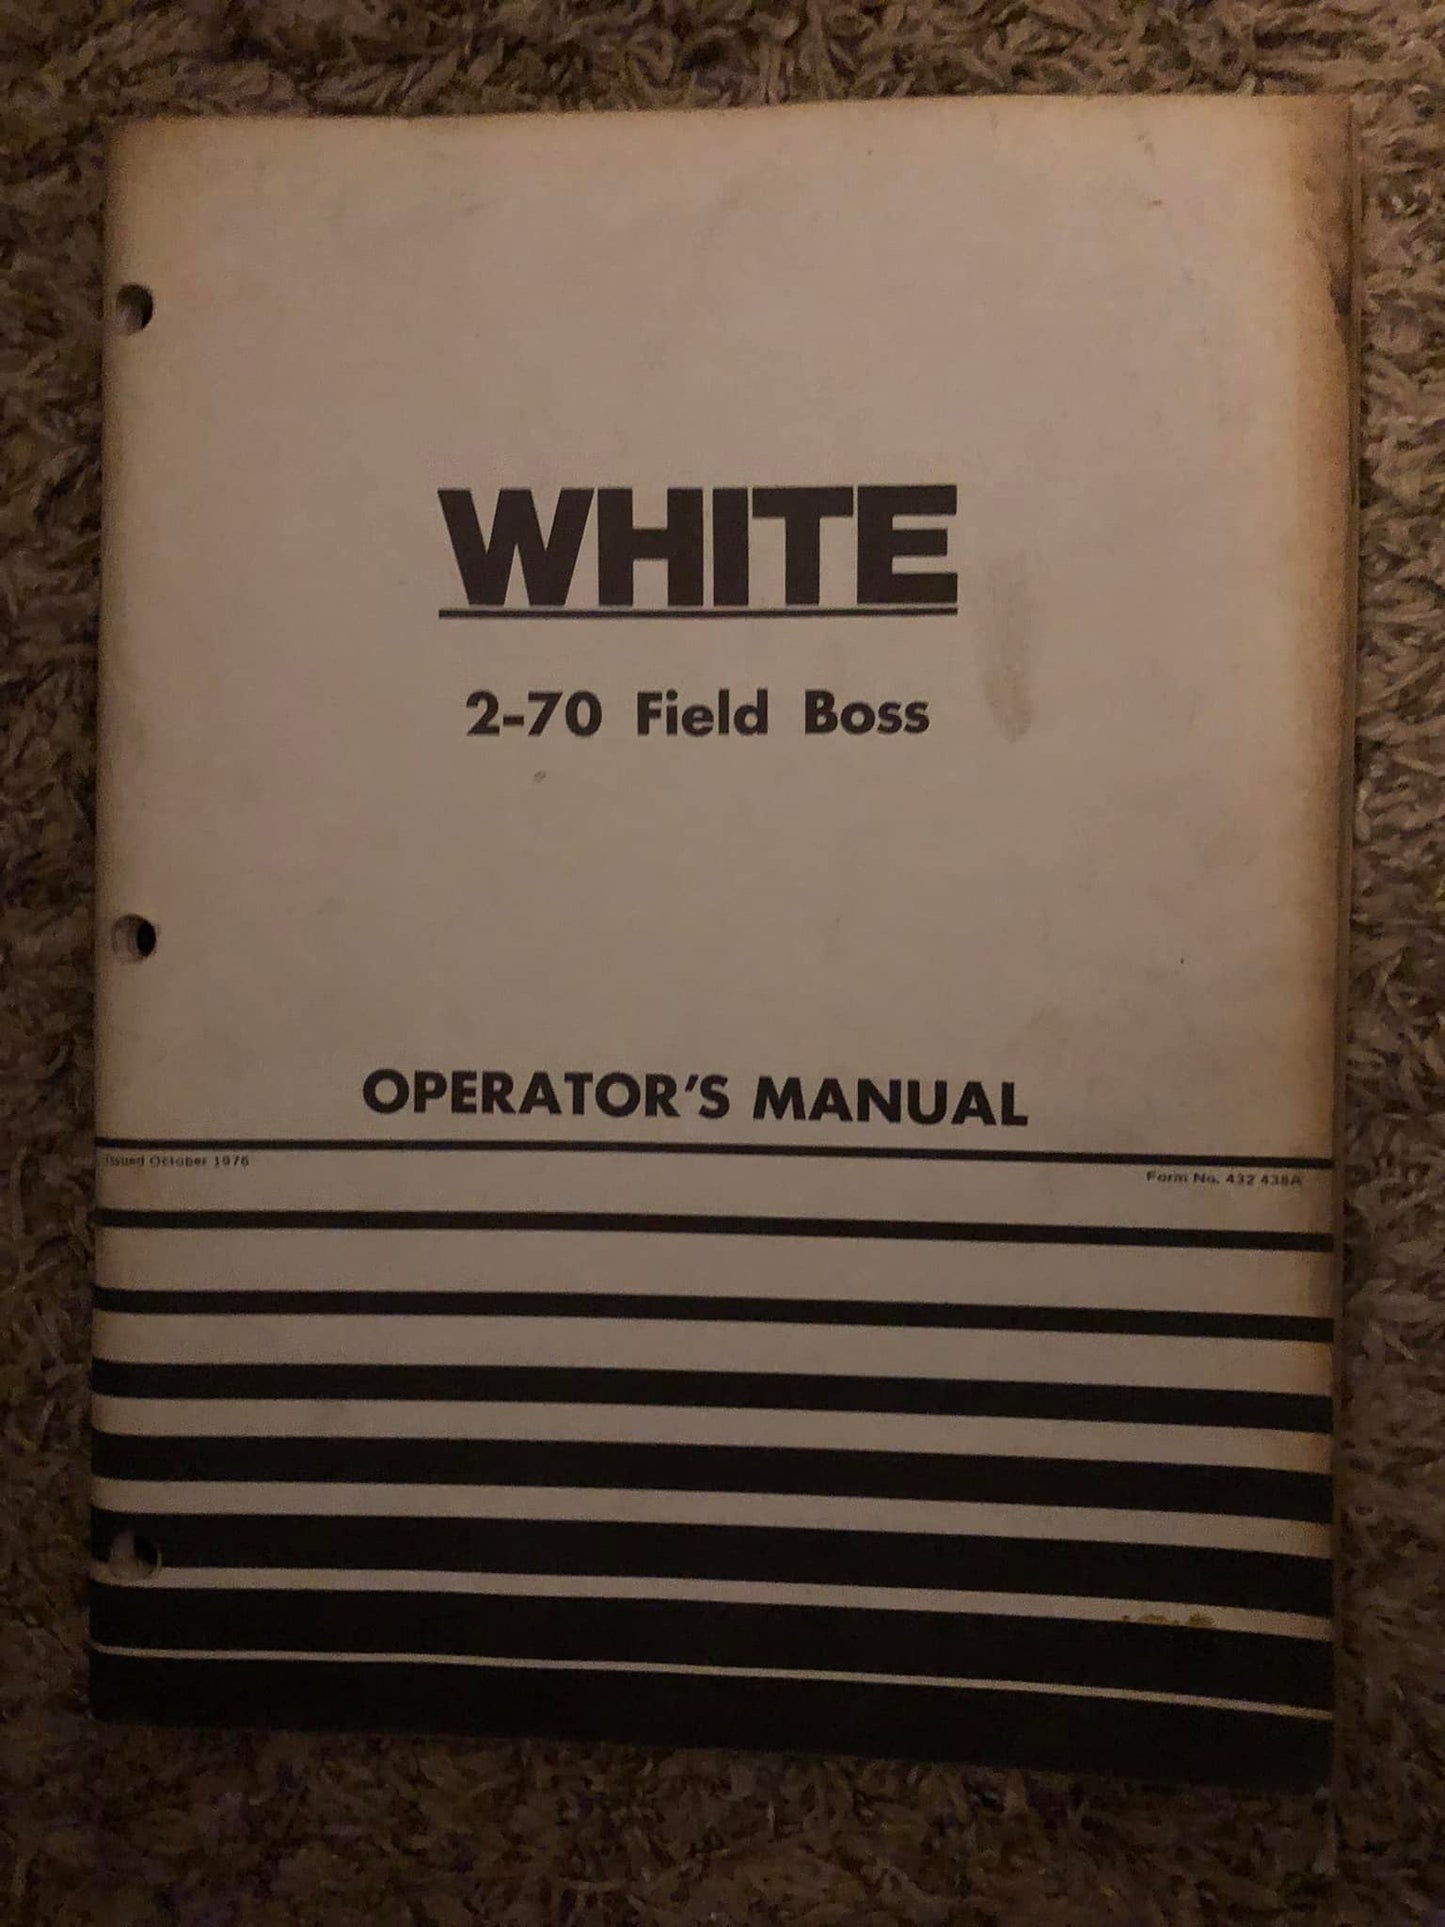 WHITE
2-70 Field Boss
OPERATOR'S MANUAL
Issued October 1976
Form No. 432 438A